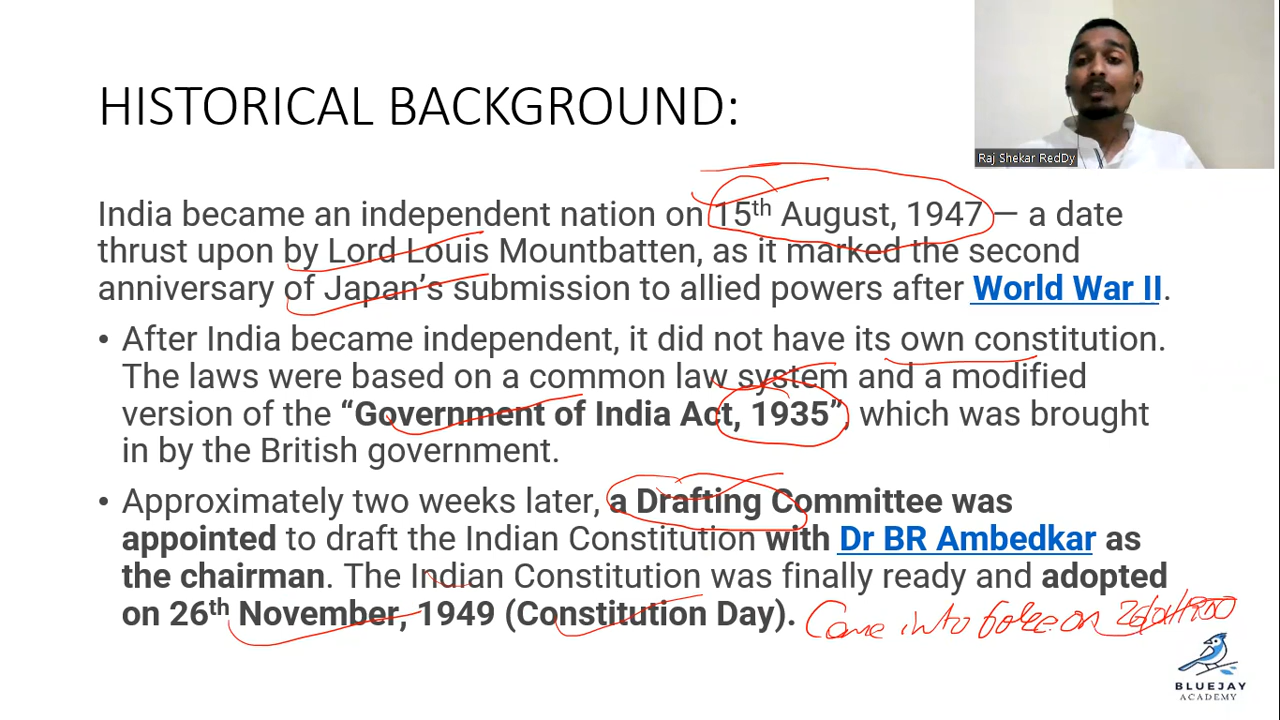 HISTORICAL BACKGROUND:
Raj Shekar RedDy
India became an independent nation on 15th August, 1947 – a date
thrust upon by Lord Louis Mountbatten, as it marked the second
anniversary of Japan's submission to allied powers after World War II.
• After India became independent, it did not have its own constitution.
The laws were based on a common law system and a modified
version of the “Government of India Act, 1935”, which was brought
in by the British government.
• Approximately two weeks later, a Drafting Committee was
appointed to draft the Indian Constitution with Dr BR Ambedkar as
the chairman. The Indian Constitution was finally ready and adopted
on 26th November, 1949 (Constitution Day).
Came into force on
BLUEJAY
ACADEMY